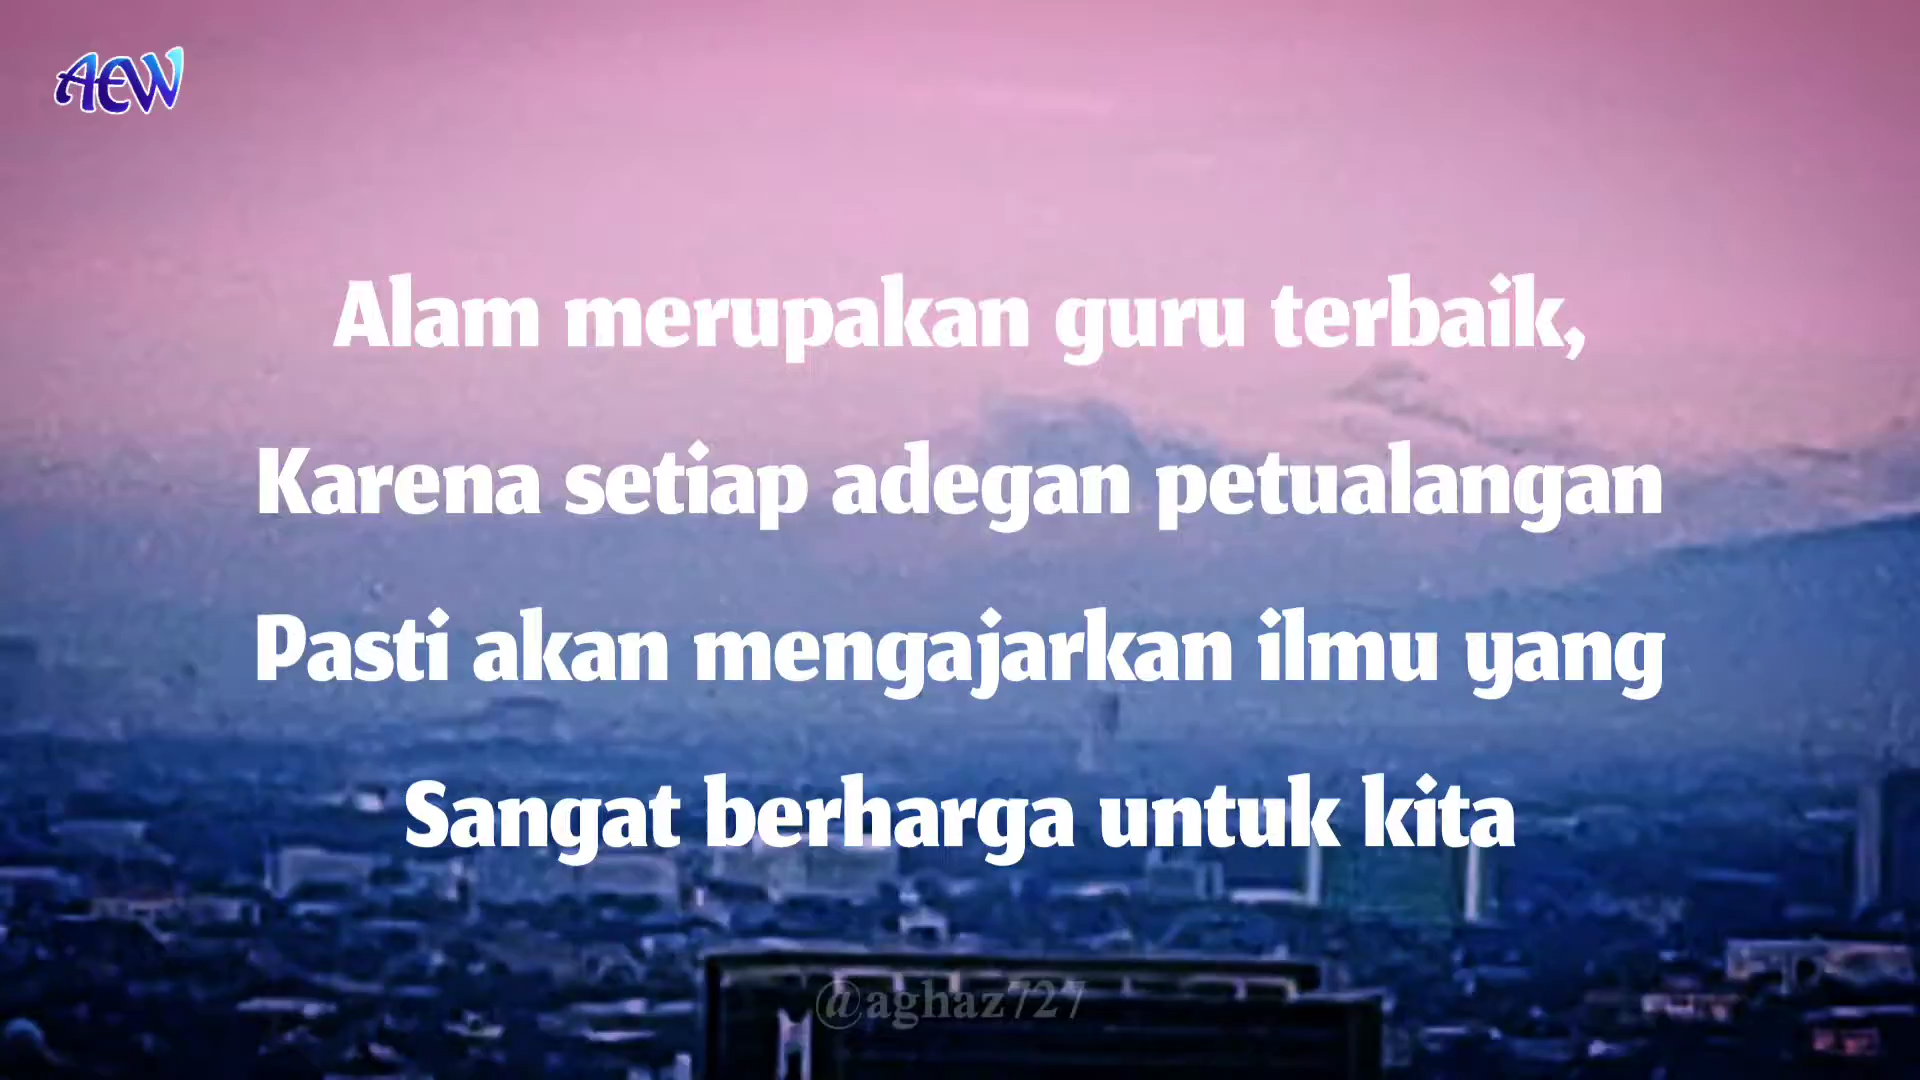 AEW
Alam merupakan guru terbaik,
Karena setiap adegan petualangan
Pasti akan mengajarkan ilmu yang
Sangat berharga untuk kita
@aghaz727